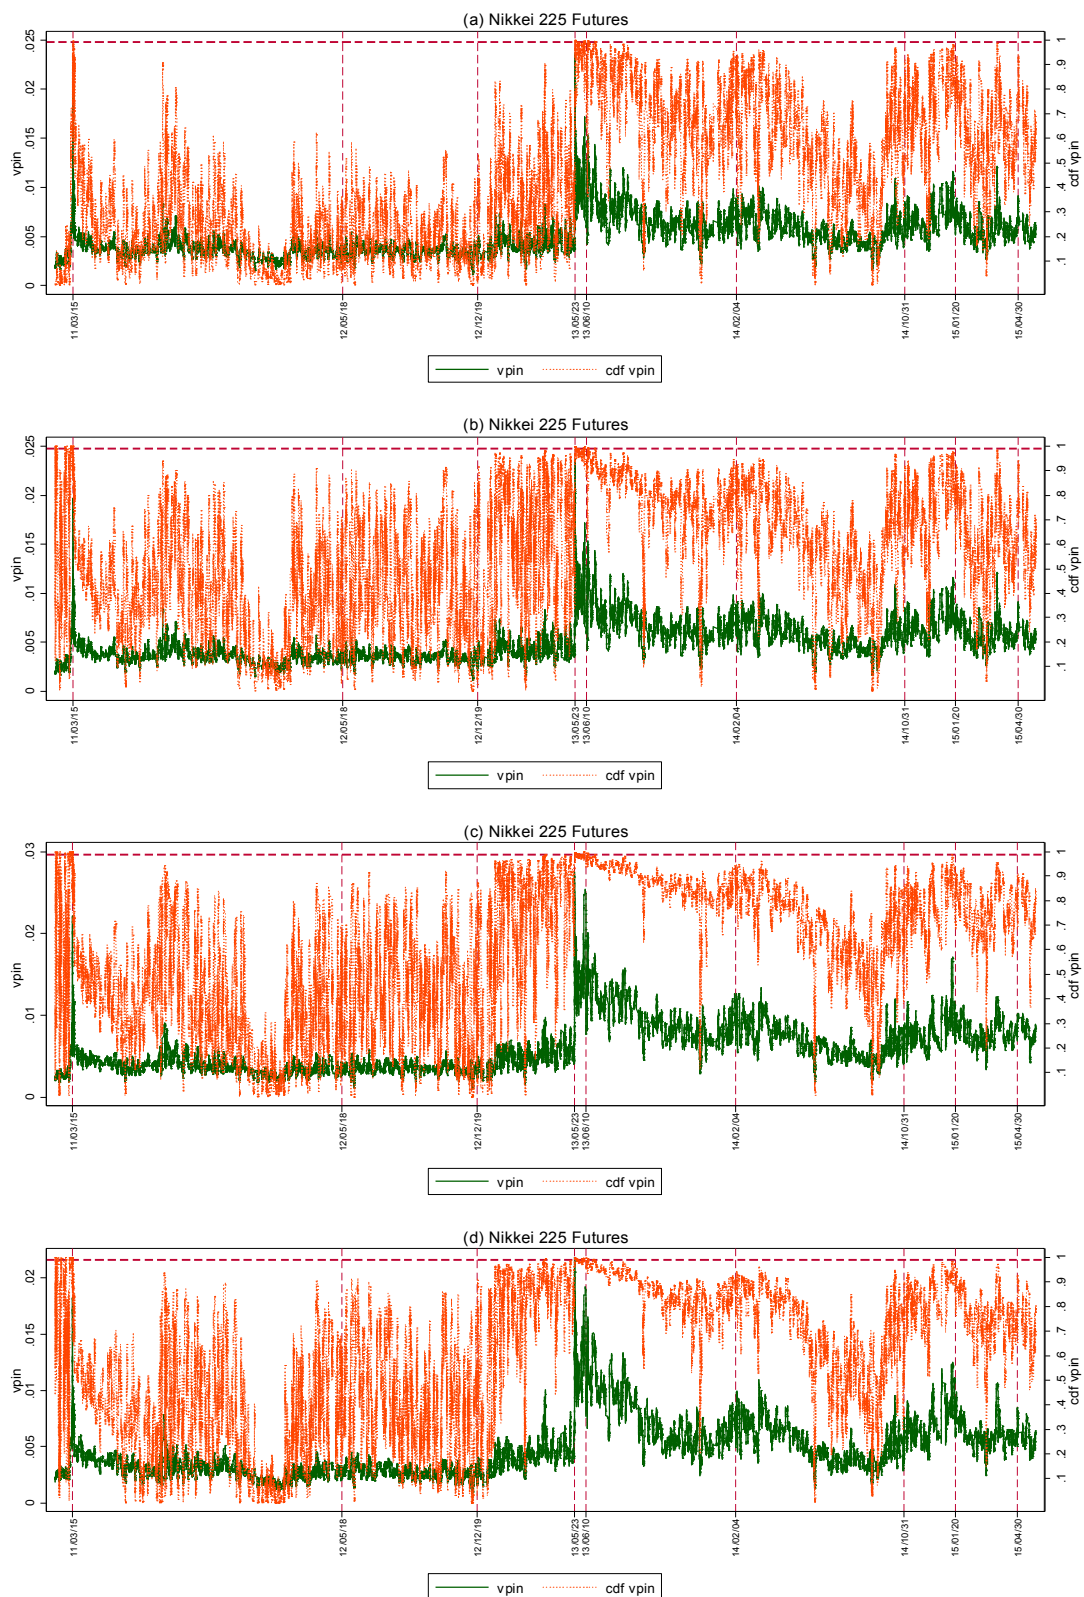 (a) Nikkei 225 Futures
vpin
0 .005 .01 .015 .02 .025
cdf vpin
.1 .2 .3 .4 .5 .6 .7 .8 .9 1
11/03/15 12/05/18 12/12/19 13/05/23 13/06/10 14/02/04 14/10/31 15/01/20 15/04/30
vpin cdf vpin
(b) Nikkei 225 Futures
vpin
0 .005 .01 .015 .02 .025
cdf vpin
.1 .2 .3 .4 .5 .6 .7 .8 .9 1
11/03/15 12/05/18 12/12/19 13/05/23 13/06/10 14/02/04 14/10/31 15/01/20 15/04/30
vpin cdf vpin
(c) Nikkei 225 Futures
vpin
0 .01 .02 .03
cdf vpin
.1 .2 .3 .4 .5 .6 .7 .8 .9 1
11/03/15 12/05/18 12/12/19 13/05/23 13/06/10 14/02/04 14/10/31 15/01/20 15/04/30
vpin cdf vpin
(d) Nikkei 225 Futures
vpin
0 .005 .01 .015 .02
cdf vpin
.1 .2 .3 .4 .5 .6 .7 .8 .9 1
11/03/15 12/05/18 12/12/19 13/05/23 13/06/10 14/02/04 14/10/31 15/01/20 15/04/30
vpin cdf vpin